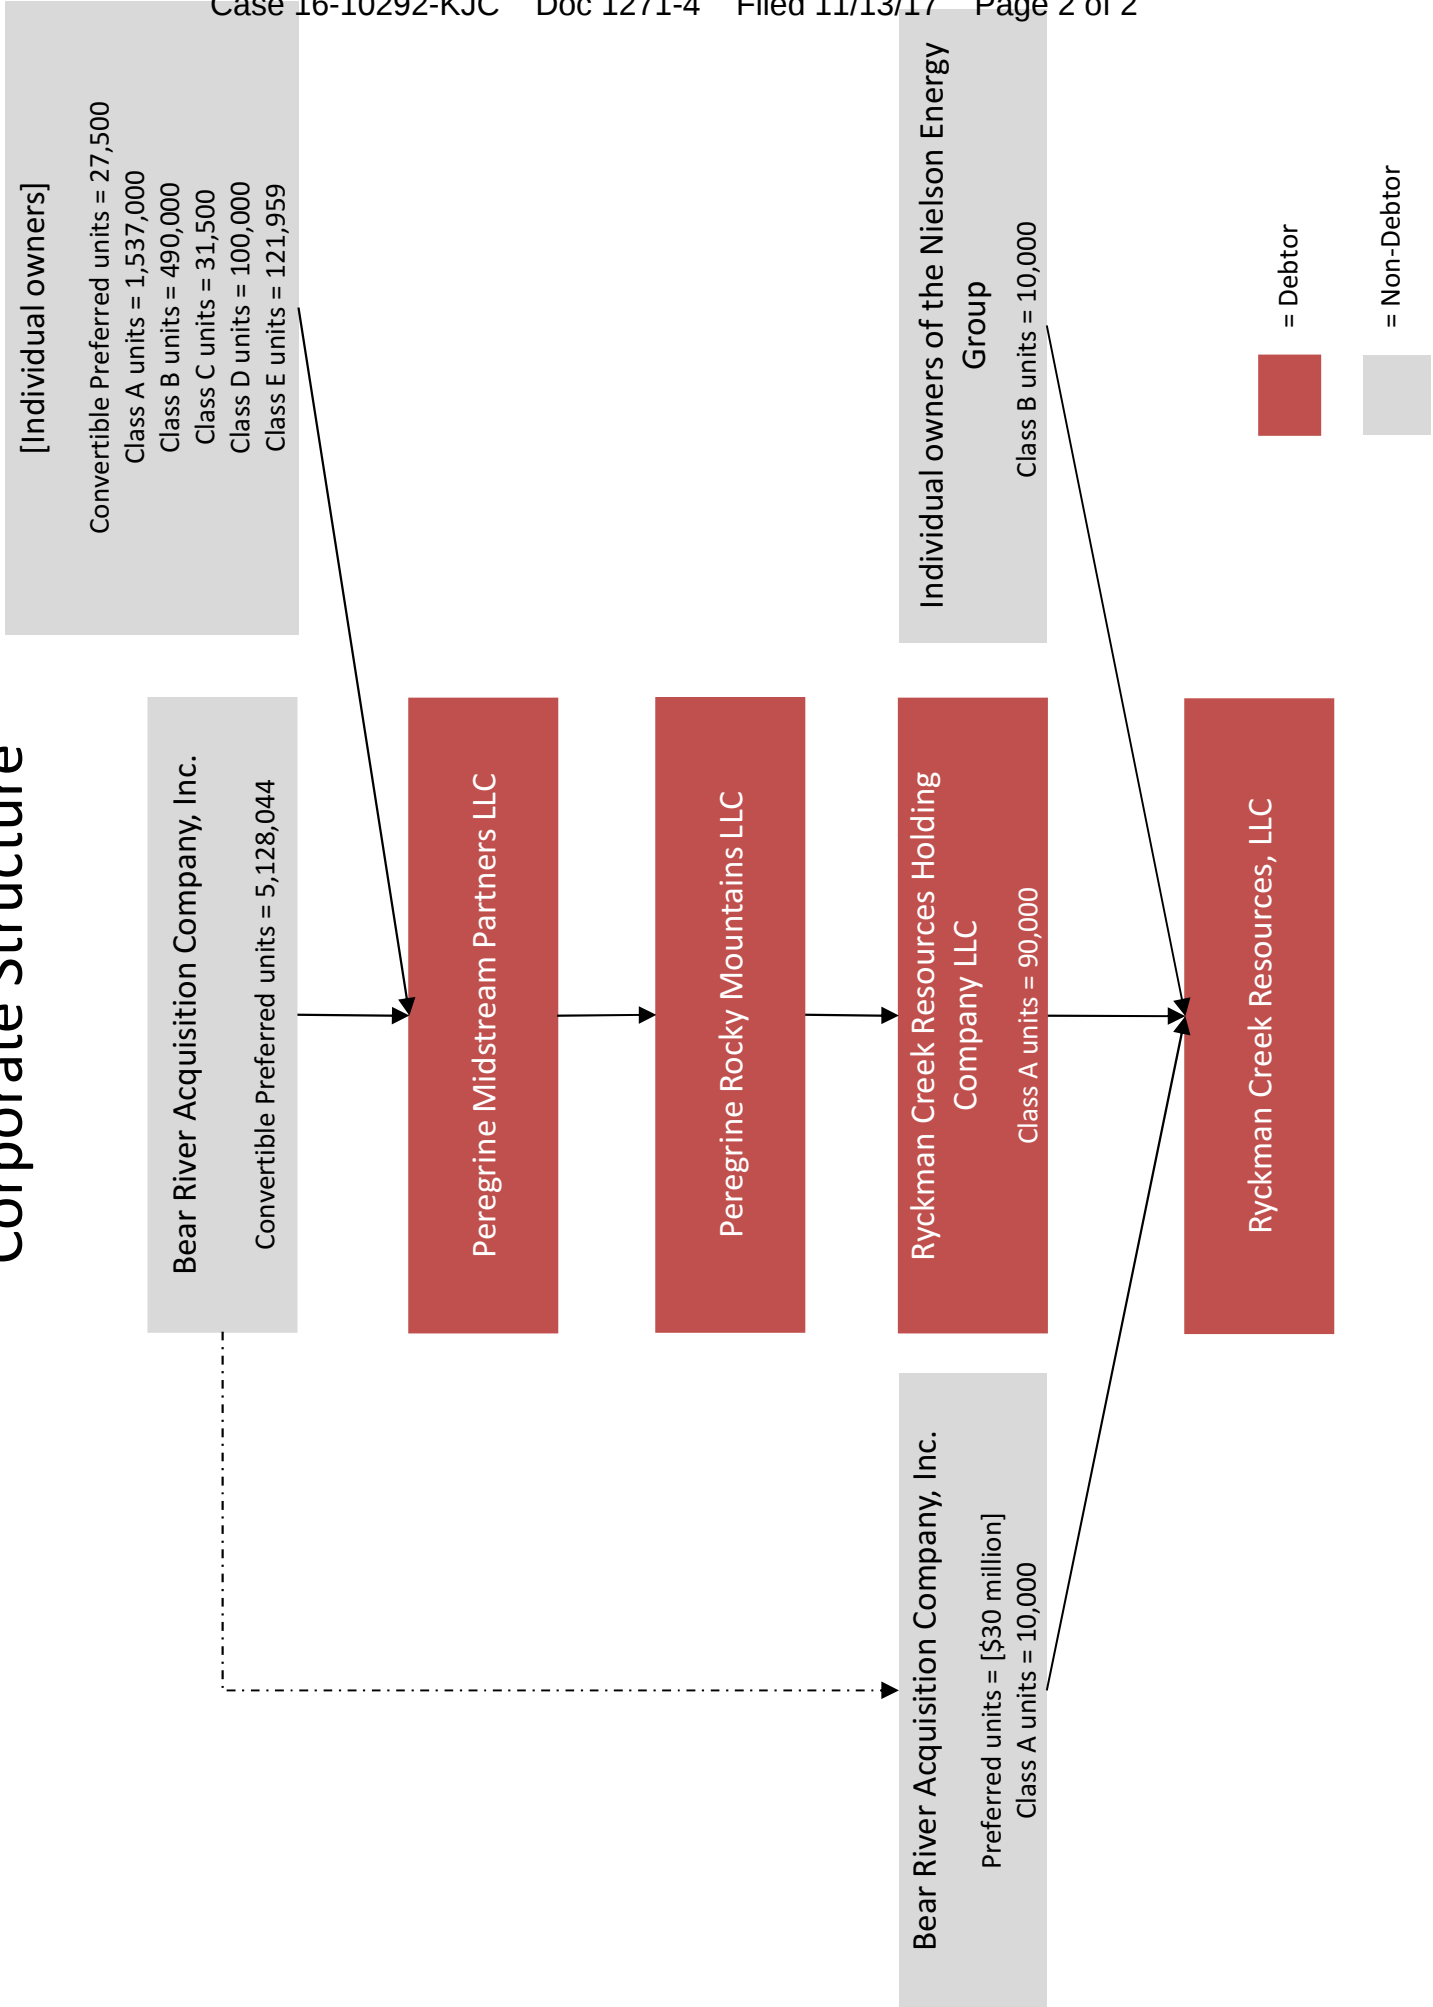 Case 16-10292-KJC Doc 1271-4 Filed 11/13/17 Page 2 of 2
Corporate Structure
[Individual owners]
Convertible Preferred units = 27,500
Class A units = 1,537,000
Class B units = 490,000
Class C units = 31,500
Class D units = 100,000
Class E units = 121,959
Bear River Acquisition Company, Inc.
Convertible Preferred units = 5,128,044
Peregrine Midstream Partners LLC
Peregrine Rocky Mountains LLC
Bear River Acquisition Company, Inc.
Preferred units = [$30 million]
Class A units = 10,000
Ryckman Creek Resources Holding
Company LLC
Class A units = 90,000
Individual owners of the Nielson Energy
Group
Class B units = 10,000
Ryckman Creek Resources, LLC
= Debtor
= Non-Debtor